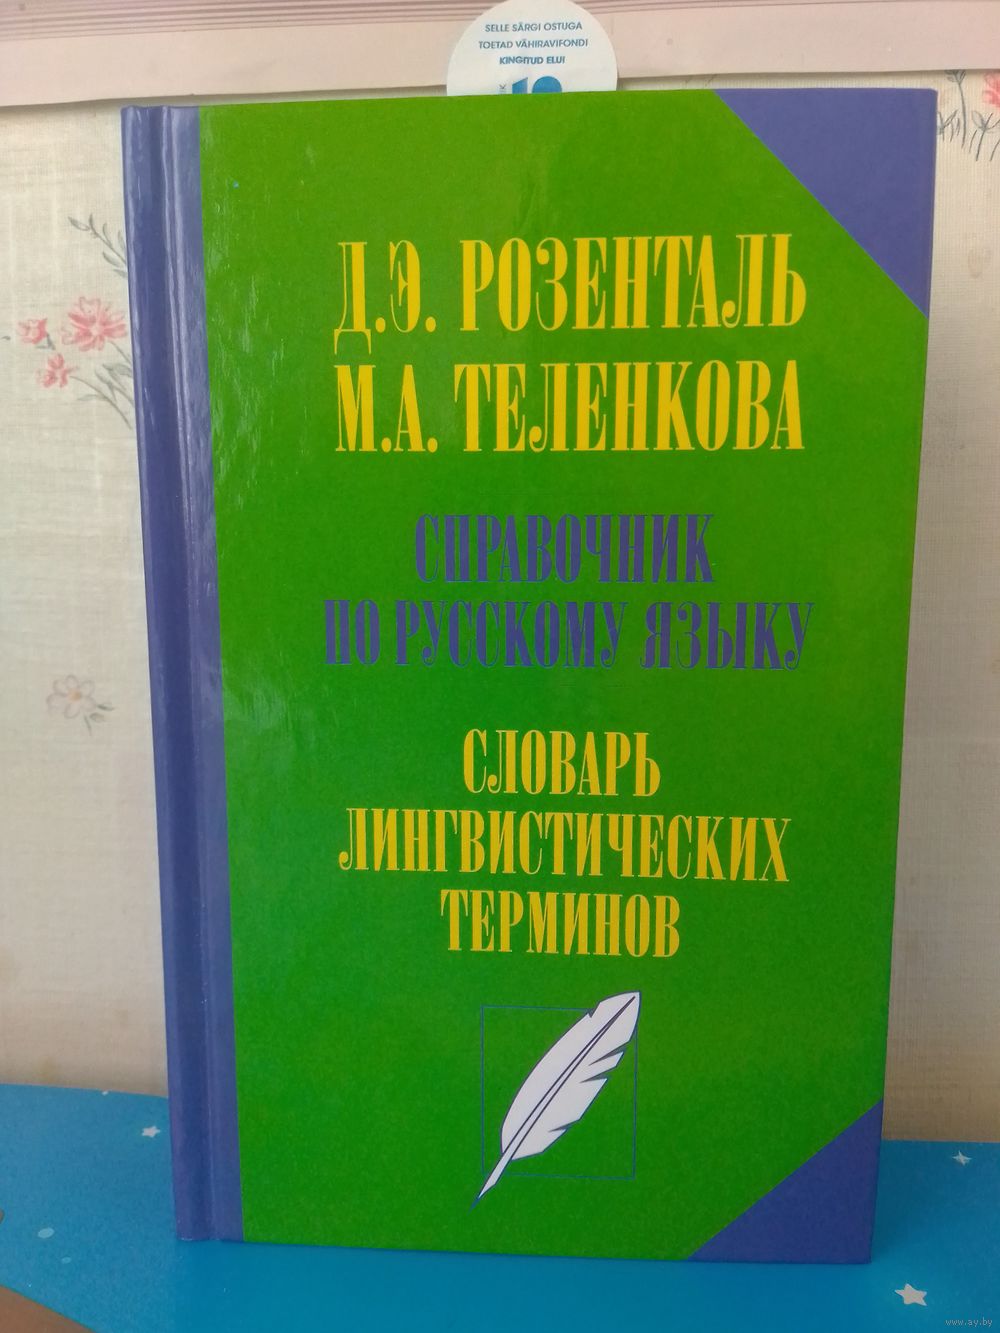 SELLE SÄRGI OSTUGA
TOETAD VÄHIRAVIFONDI
KINGITUD ELU!
Д.Э. РОЗЕНТАЛЬ
М.А. ТЕЛЕНКОВА
СПРАВОЧНИК
ПО РУССКОМУ ЯЗЫКУ
СЛОВАРЬ
ЛИНГВИСТИЧЕСКИХ
ТЕРМИНОВ
www.ay.by